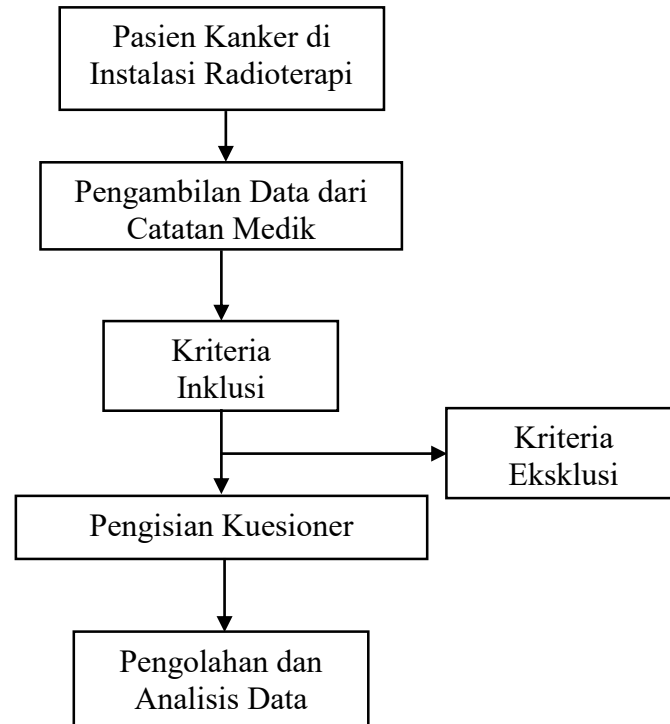 Pasien Kanker di
Instalasi Radioterapi
Pengambilan Data dari
Catatan Medik
Kriteria
Inklusi
Kriteria
Eksklusi
Pengisian Kuesioner
Pengolahan dan
Analisis Data